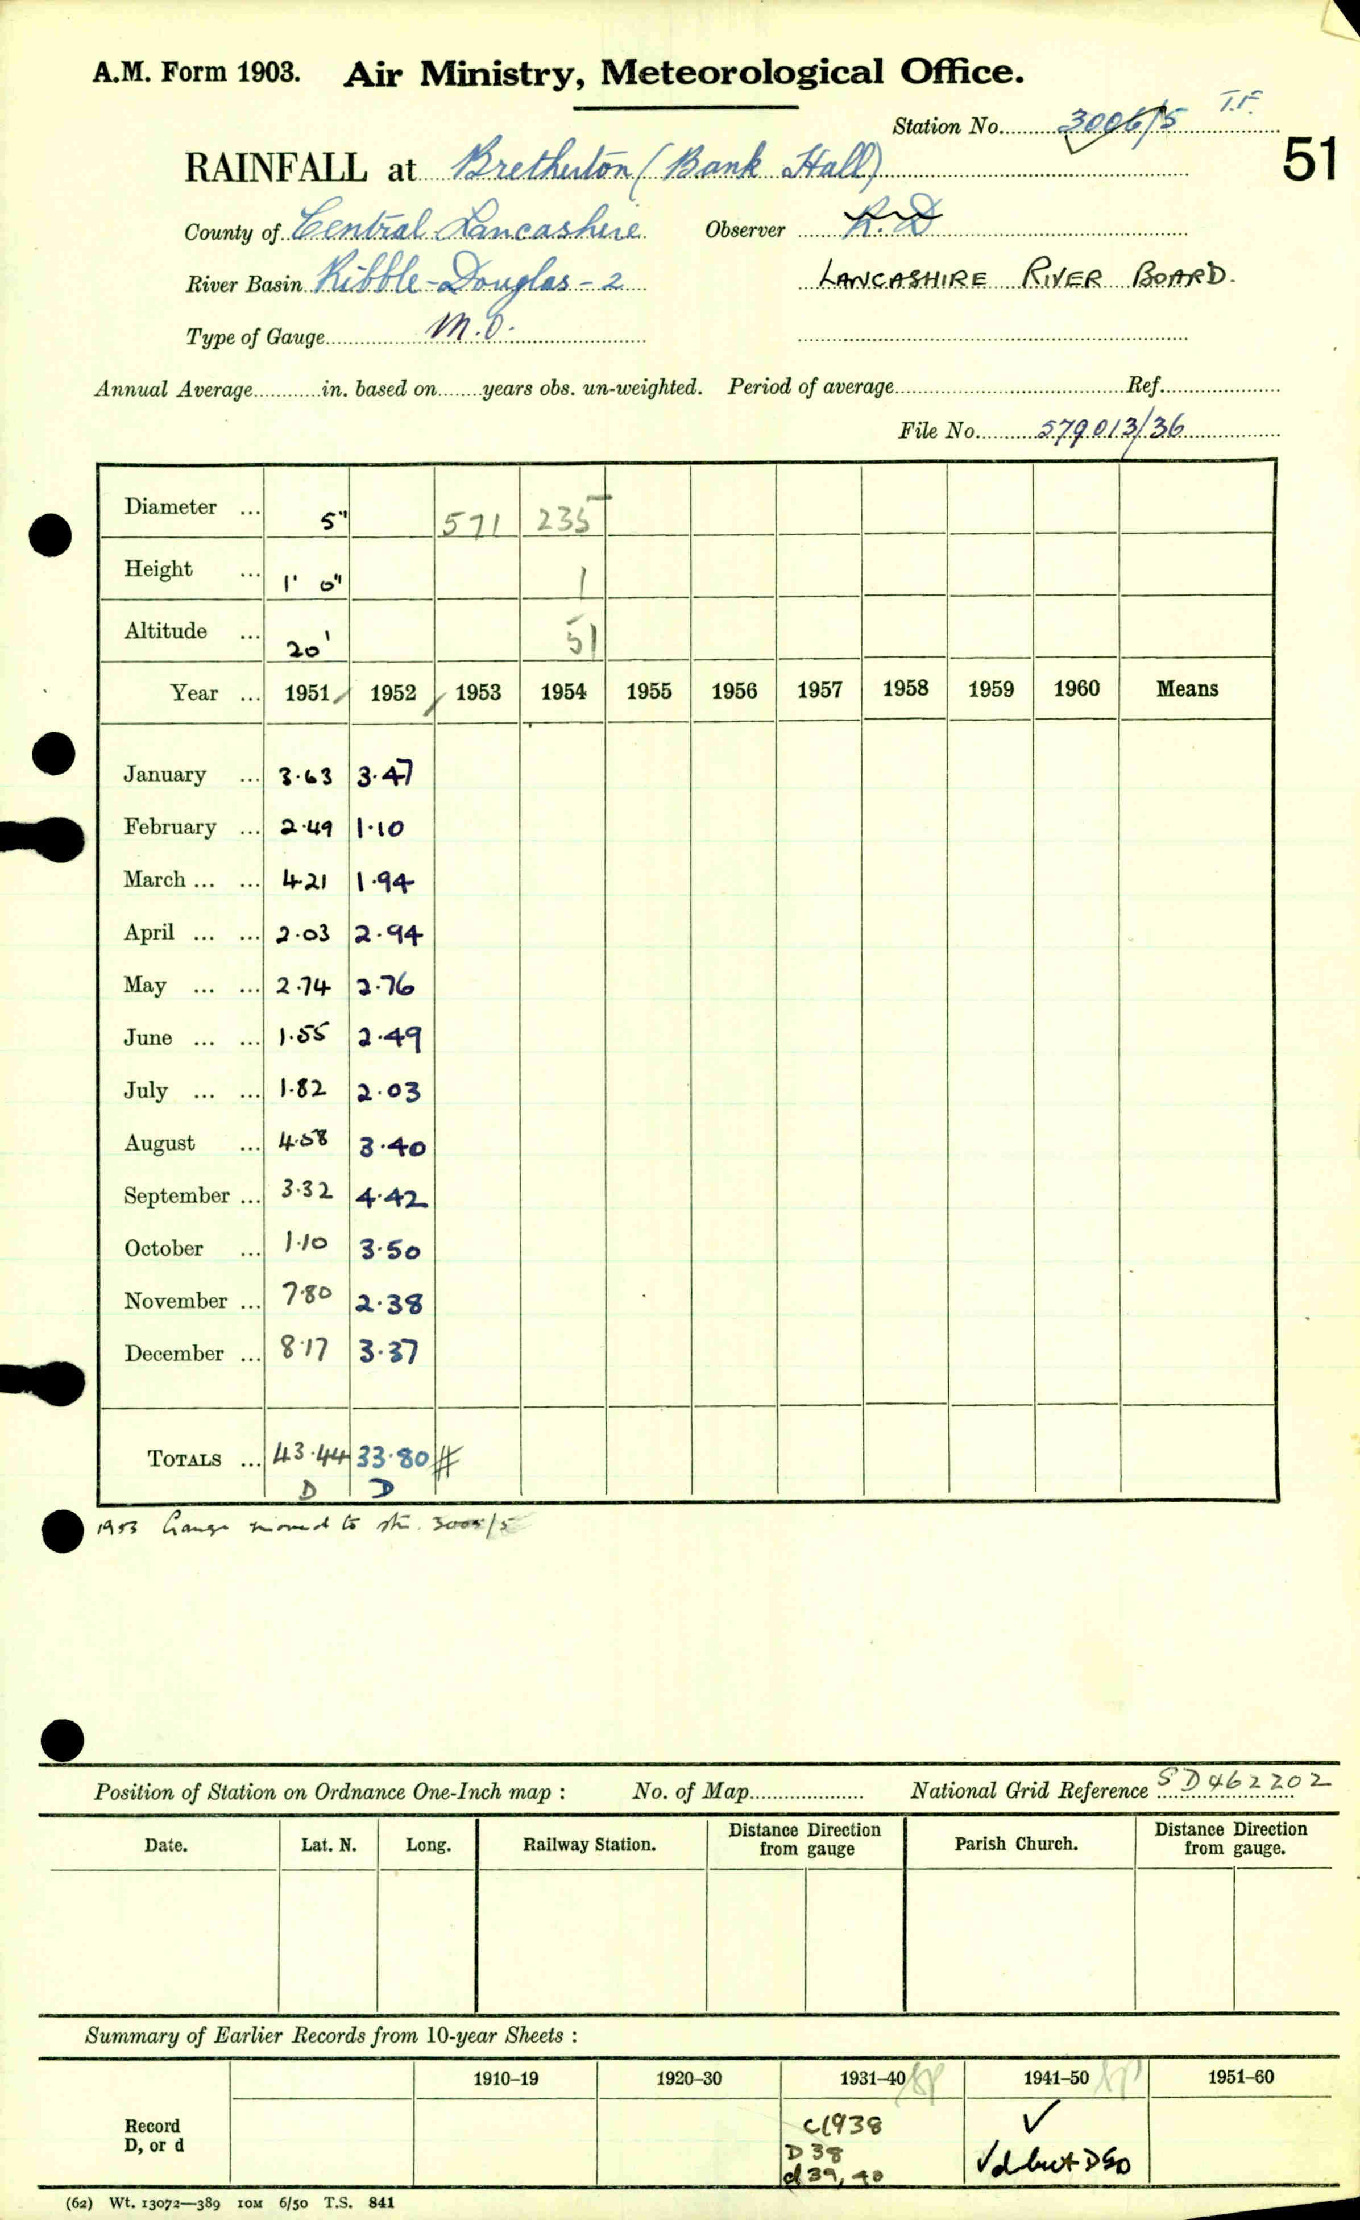 A.M. Form 1903. Air Ministry, Meteorological Office.
Station No. 3006/5 T.F.
51
RAINFALL at Bretherton (Bank Hall)
County of Central Lancashire Observer R.D
River Basin Ribble-Douglas-2 LANCASHIRE RIVER BOARD.
Type of Gauge M.O.
Annual Average in. based on years obs. un-weighted. Period of average Ref.
File No. 579013/36
Diameter ... 5" 571 235
Height ... 1' 0" 1
Altitude ... 20' 51
Year ... 1951 1952 1953 1954 1955 1956 1957 1958 1959 1960 Means
January ... 3.63 3.47
February ... 2.49 1.10
March ... ... 4.21 1.94
April ... ... 2.03 2.94
May ... ... 2.74 2.76
June ... ... 1.55 2.49
July ... ... 1.82 2.03
August ... 4.58 3.40
September ... 3.32 4.42
October ... 1.10 3.50
November ... 7.80 2.38
December ... 8.17 3.37
TOTALS ... 43.44 33.80 #
D D
1953 Gauge moved to stn.
Position of Station on Ordnance One-Inch map : No. of Map National Grid Reference SD462202
Date. Lat. N. Long. Railway Station. Distance from Direction gauge Parish Church. Distance from Direction gauge.
Summary of Earlier Records from 10-year Sheets :
1910–19 1920–30 1931–40 1941–50 1951–60
Record D, or d
c1938 ✓
D 38
d 39, 40 ✓d but D50
(62) Wt. 13072—389 10M 6/50 T.S. 841